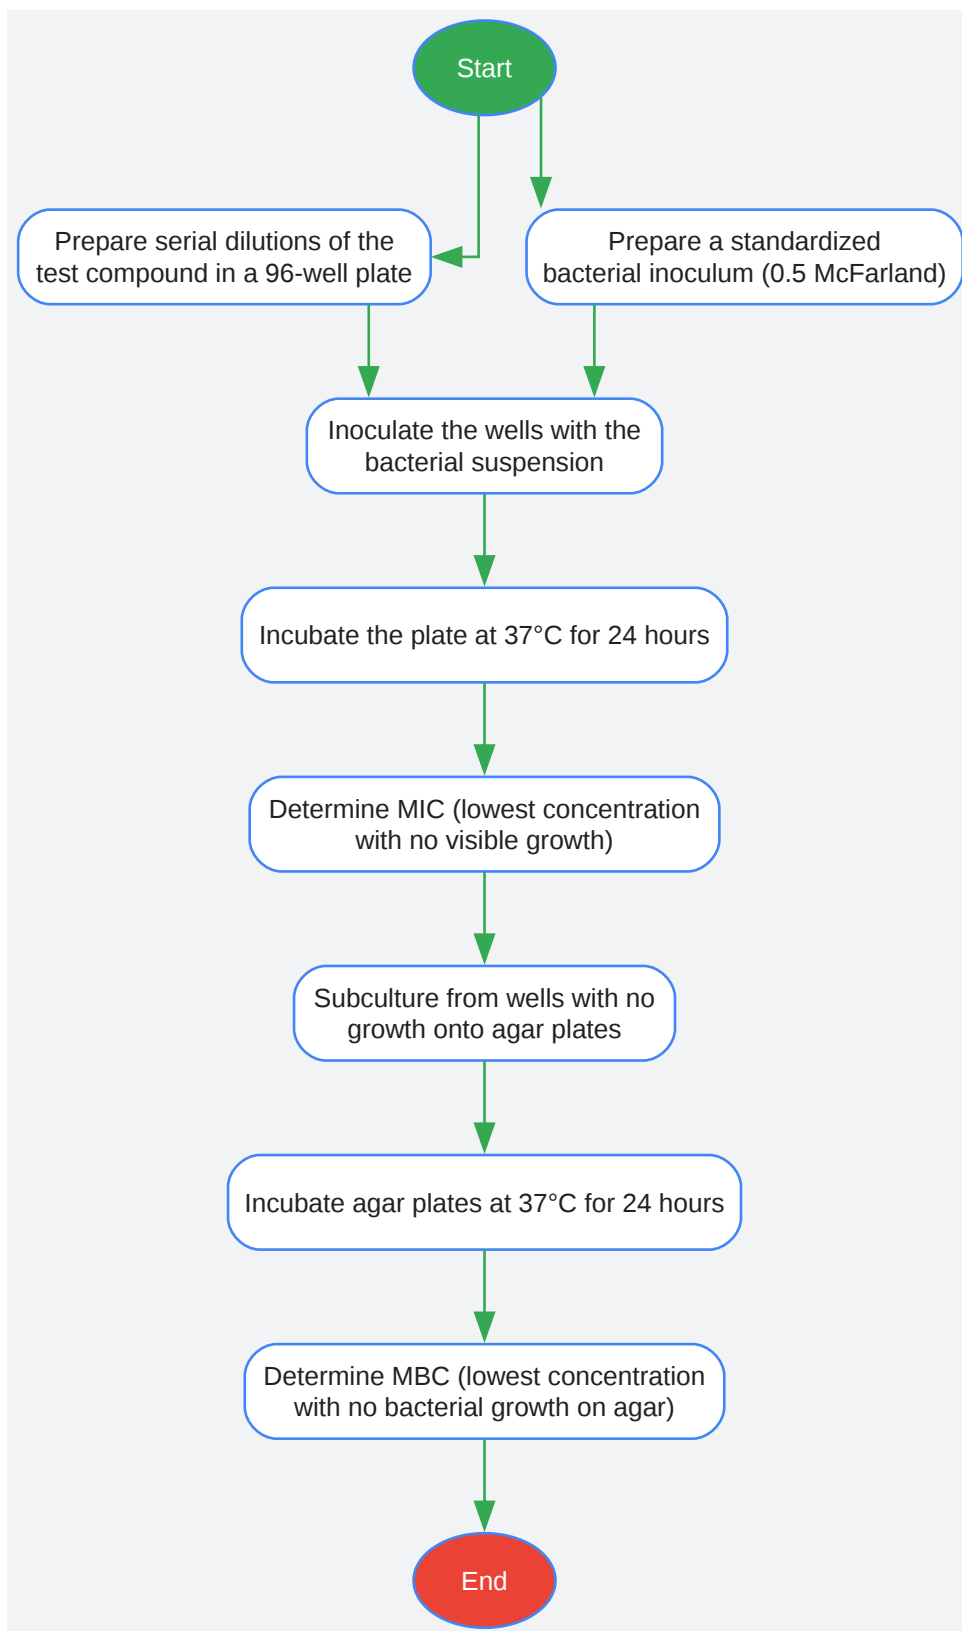 Start
Prepare serial dilutions of the
test compound in a 96-well plate
Prepare a standardized
bacterial inoculum (0.5 McFarland)
Inoculate the wells with the
bacterial suspension
Incubate the plate at 37°C for 24 hours
Determine MIC (lowest concentration
with no visible growth)
Subculture from wells with no
growth onto agar plates
Incubate agar plates at 37°C for 24 hours
Determine MBC (lowest concentration
with no bacterial growth on agar)
End